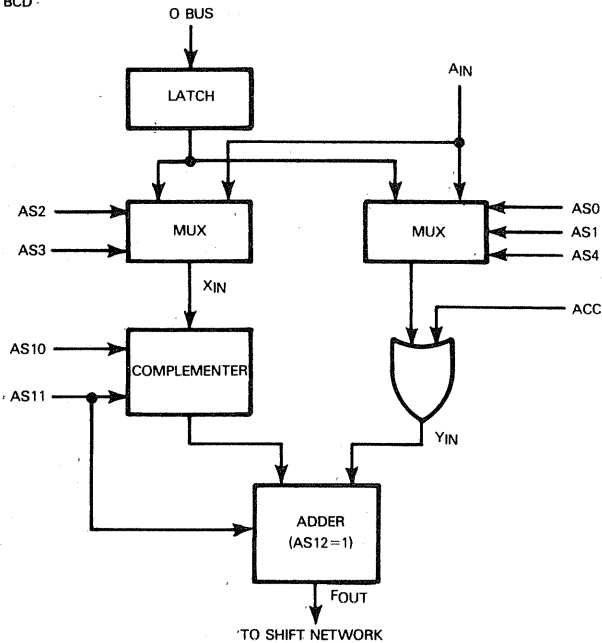 BCD
O BUS
LATCH
AIN
AS2
AS3
MUX
MUX
AS0
AS1
AS4
XIN
ACC
AS10
AS11
COMPLEMENTER
YIN
ADDER
(AS12=1)
FOUT
TO SHIFT NETWORK